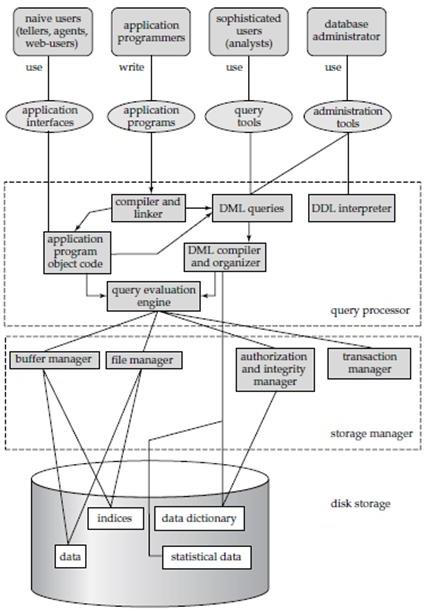 naive users
(tellers, agents,
web-users)
application
programmers
sophisticated
users
(analysts)
database
administrator
use
write
use
use
application
interfaces
application
programs
query
tools
administration
tools
compiler and
linker
DML queries
DDL interpreter
application
program
object code
DML compiler
and organizer
query evaluation
engine
query processor
buffer manager
file manager
authorization
and integrity
manager
transaction
manager
storage manager
disk storage
indices
data dictionary
data
statistical data